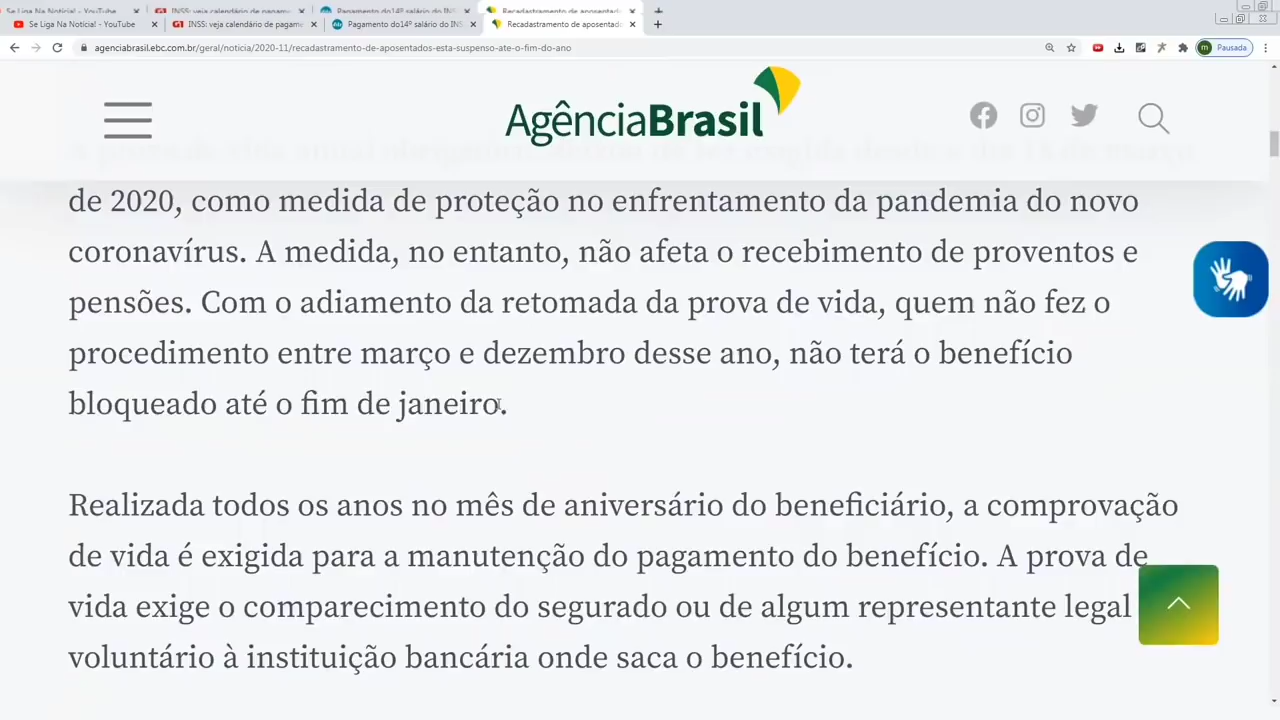 Se Liga Na Notícia! - YouTube
INSS: veja calendário de pagame
Pagamento do14º salário do INS
Recadastramento de aposentado
agenciabrasil.ebc.com.br/geral/noticia/2020-11/recadastramento-de-aposentados-esta-suspenso-ate-o-fim-do-ano
m Pausada
AgênciaBrasil
de 2020, como medida de proteção no enfrentamento da pandemia do novo
coronavírus. A medida, no entanto, não afeta o recebimento de proventos e
pensões. Com o adiamento da retomada da prova de vida, quem não fez o
procedimento entre março e dezembro desse ano, não terá o benefício
bloqueado até o fim de janeiro.
Realizada todos os anos no mês de aniversário do beneficiário, a comprovação
de vida é exigida para a manutenção do pagamento do benefício. A prova de
vida exige o comparecimento do segurado ou de algum representante legal
voluntário à instituição bancária onde saca o benefício.